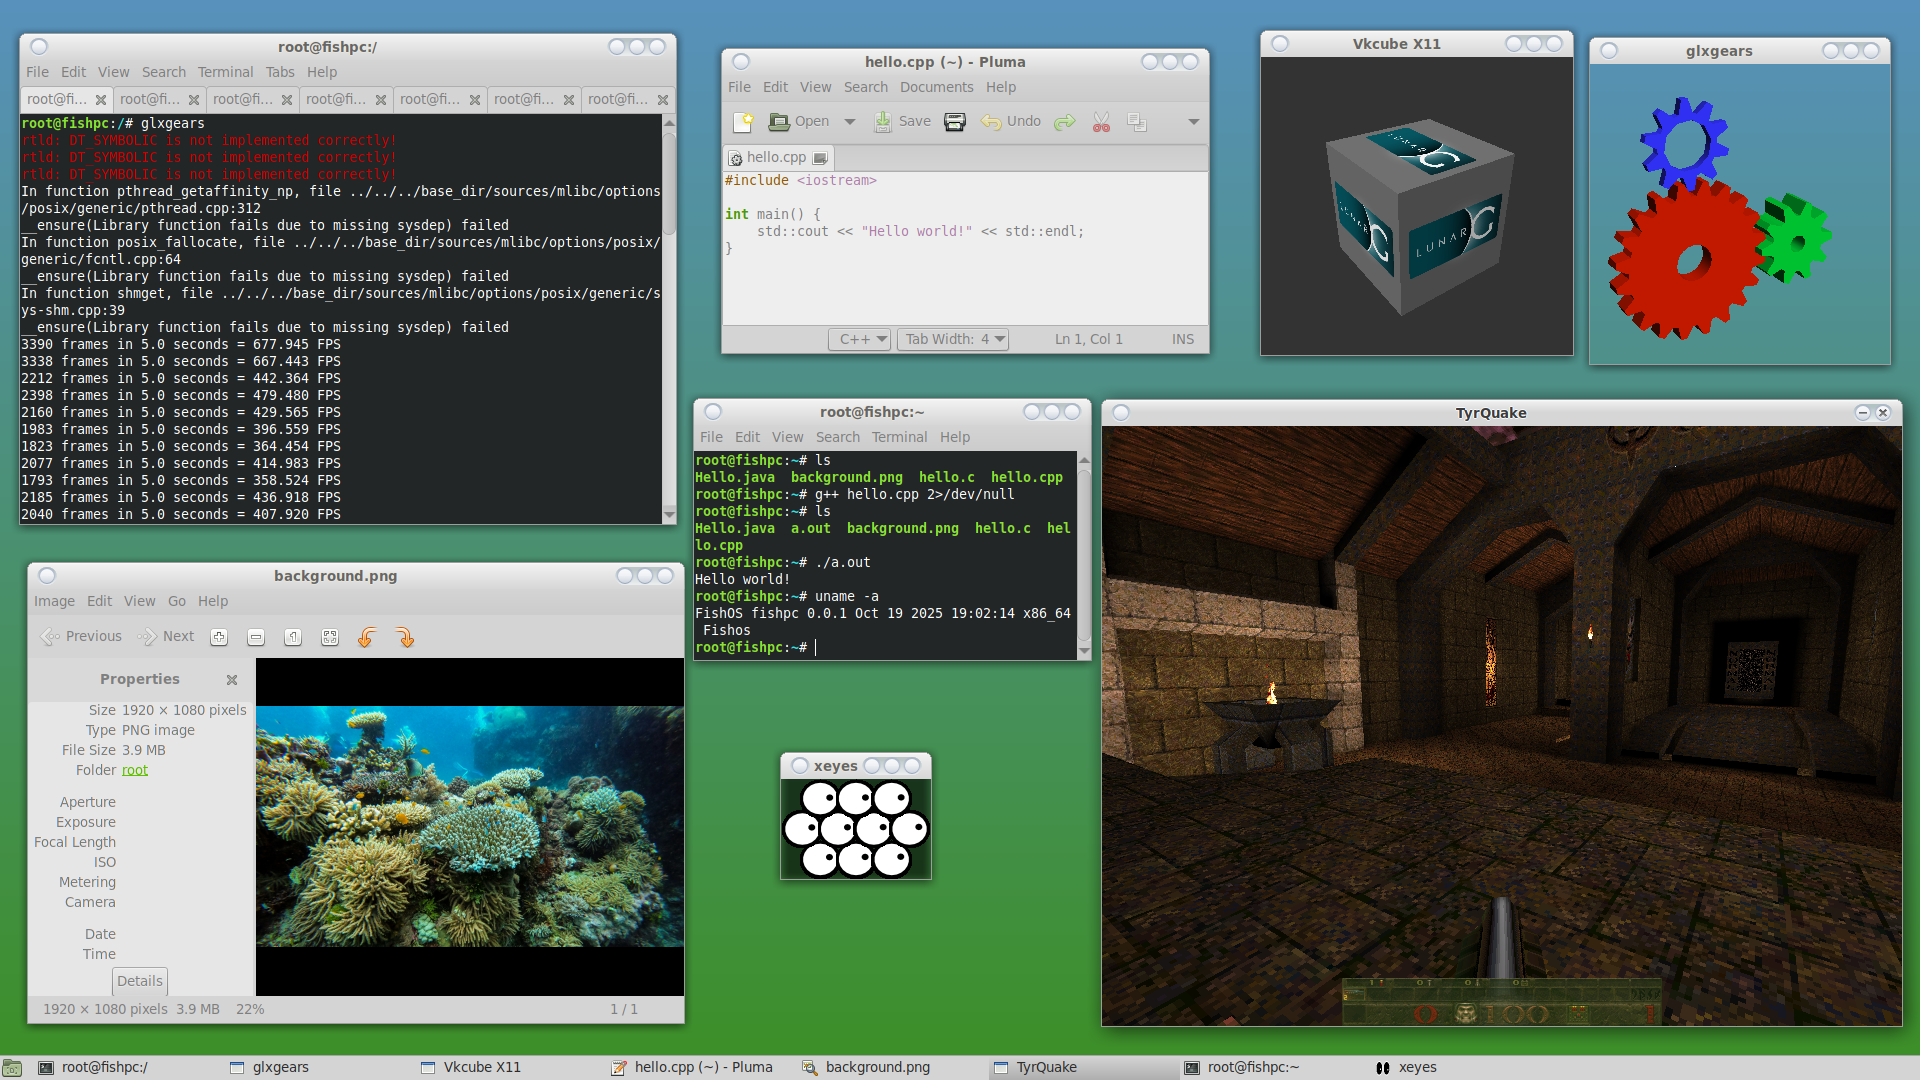 root@fishpc:/
File Edit View Search Terminal Tabs Help
root@fi... root@fi... root@fi... root@fi... root@fi... root@fi... root@fi...
root@fishpc:/# glxgears
rtld: DT_SYMBOLIC is not implemented correctly!
rtld: DT_SYMBOLIC is not implemented correctly!
rtld: DT_SYMBOLIC is not implemented correctly!
In function pthread_getaffinity_np, file ../../../base_dir/sources/mlibc/options
/posix/generic/pthread.cpp:312
__ensure(Library function fails due to missing sysdep) failed
In function posix_fallocate, file ../../../base_dir/sources/mlibc/options/posix/
generic/fcntl.cpp:64
__ensure(Library function fails due to missing sysdep) failed
In function shmget, file ../../../base_dir/sources/mlibc/options/posix/generic/s
ys-shm.cpp:39
__ensure(Library function fails due to missing sysdep) failed
3390 frames in 5.0 seconds = 677.945 FPS
3338 frames in 5.0 seconds = 667.443 FPS
2212 frames in 5.0 seconds = 442.364 FPS
2398 frames in 5.0 seconds = 479.480 FPS
2160 frames in 5.0 seconds = 429.565 FPS
1983 frames in 5.0 seconds = 396.559 FPS
1823 frames in 5.0 seconds = 364.454 FPS
2077 frames in 5.0 seconds = 414.983 FPS
1793 frames in 5.0 seconds = 358.524 FPS
2185 frames in 5.0 seconds = 436.918 FPS
2040 frames in 5.0 seconds = 407.920 FPS
hello.cpp (~) - Pluma
File Edit View Search Documents Help
Open Save Undo
hello.cpp
#include <iostream>
int main() {
    std::cout << "Hello world!" << std::endl;
}
C++ Tab Width: 4 Ln 1, Col 1 INS
Vkcube X11
LUNAR G
LUNAR G
LUNAR G
glxgears
root@fishpc:~
File Edit View Search Terminal Help
root@fishpc:~# ls
Hello.java background.png hello.c hello.cpp
root@fishpc:~# g++ hello.cpp 2>/dev/null
root@fishpc:~# ls
Hello.java a.out background.png hello.c hel
lo.cpp
root@fishpc:~# ./a.out
Hello world!
root@fishpc:~# uname -a
FishOS fishpc 0.0.1 Oct 19 2025 19:02:14 x86_64
 Fishos
root@fishpc:~#
TyrQuake
0 100 1
background.png
Image Edit View Go Help
Previous Next
Properties
Size 1920 × 1080 pixels
Type PNG image
File Size 3.9 MB
Folder root
Aperture
Exposure
Focal Length
ISO
Metering
Camera
Date
Time
Details
1920 × 1080 pixels 3.9 MB 22% 1 / 1
xeyes
root@fishpc:/ glxgears Vkcube X11 hello.cpp (~) - Pluma background.png TyrQuake root@fishpc:~ xeyes